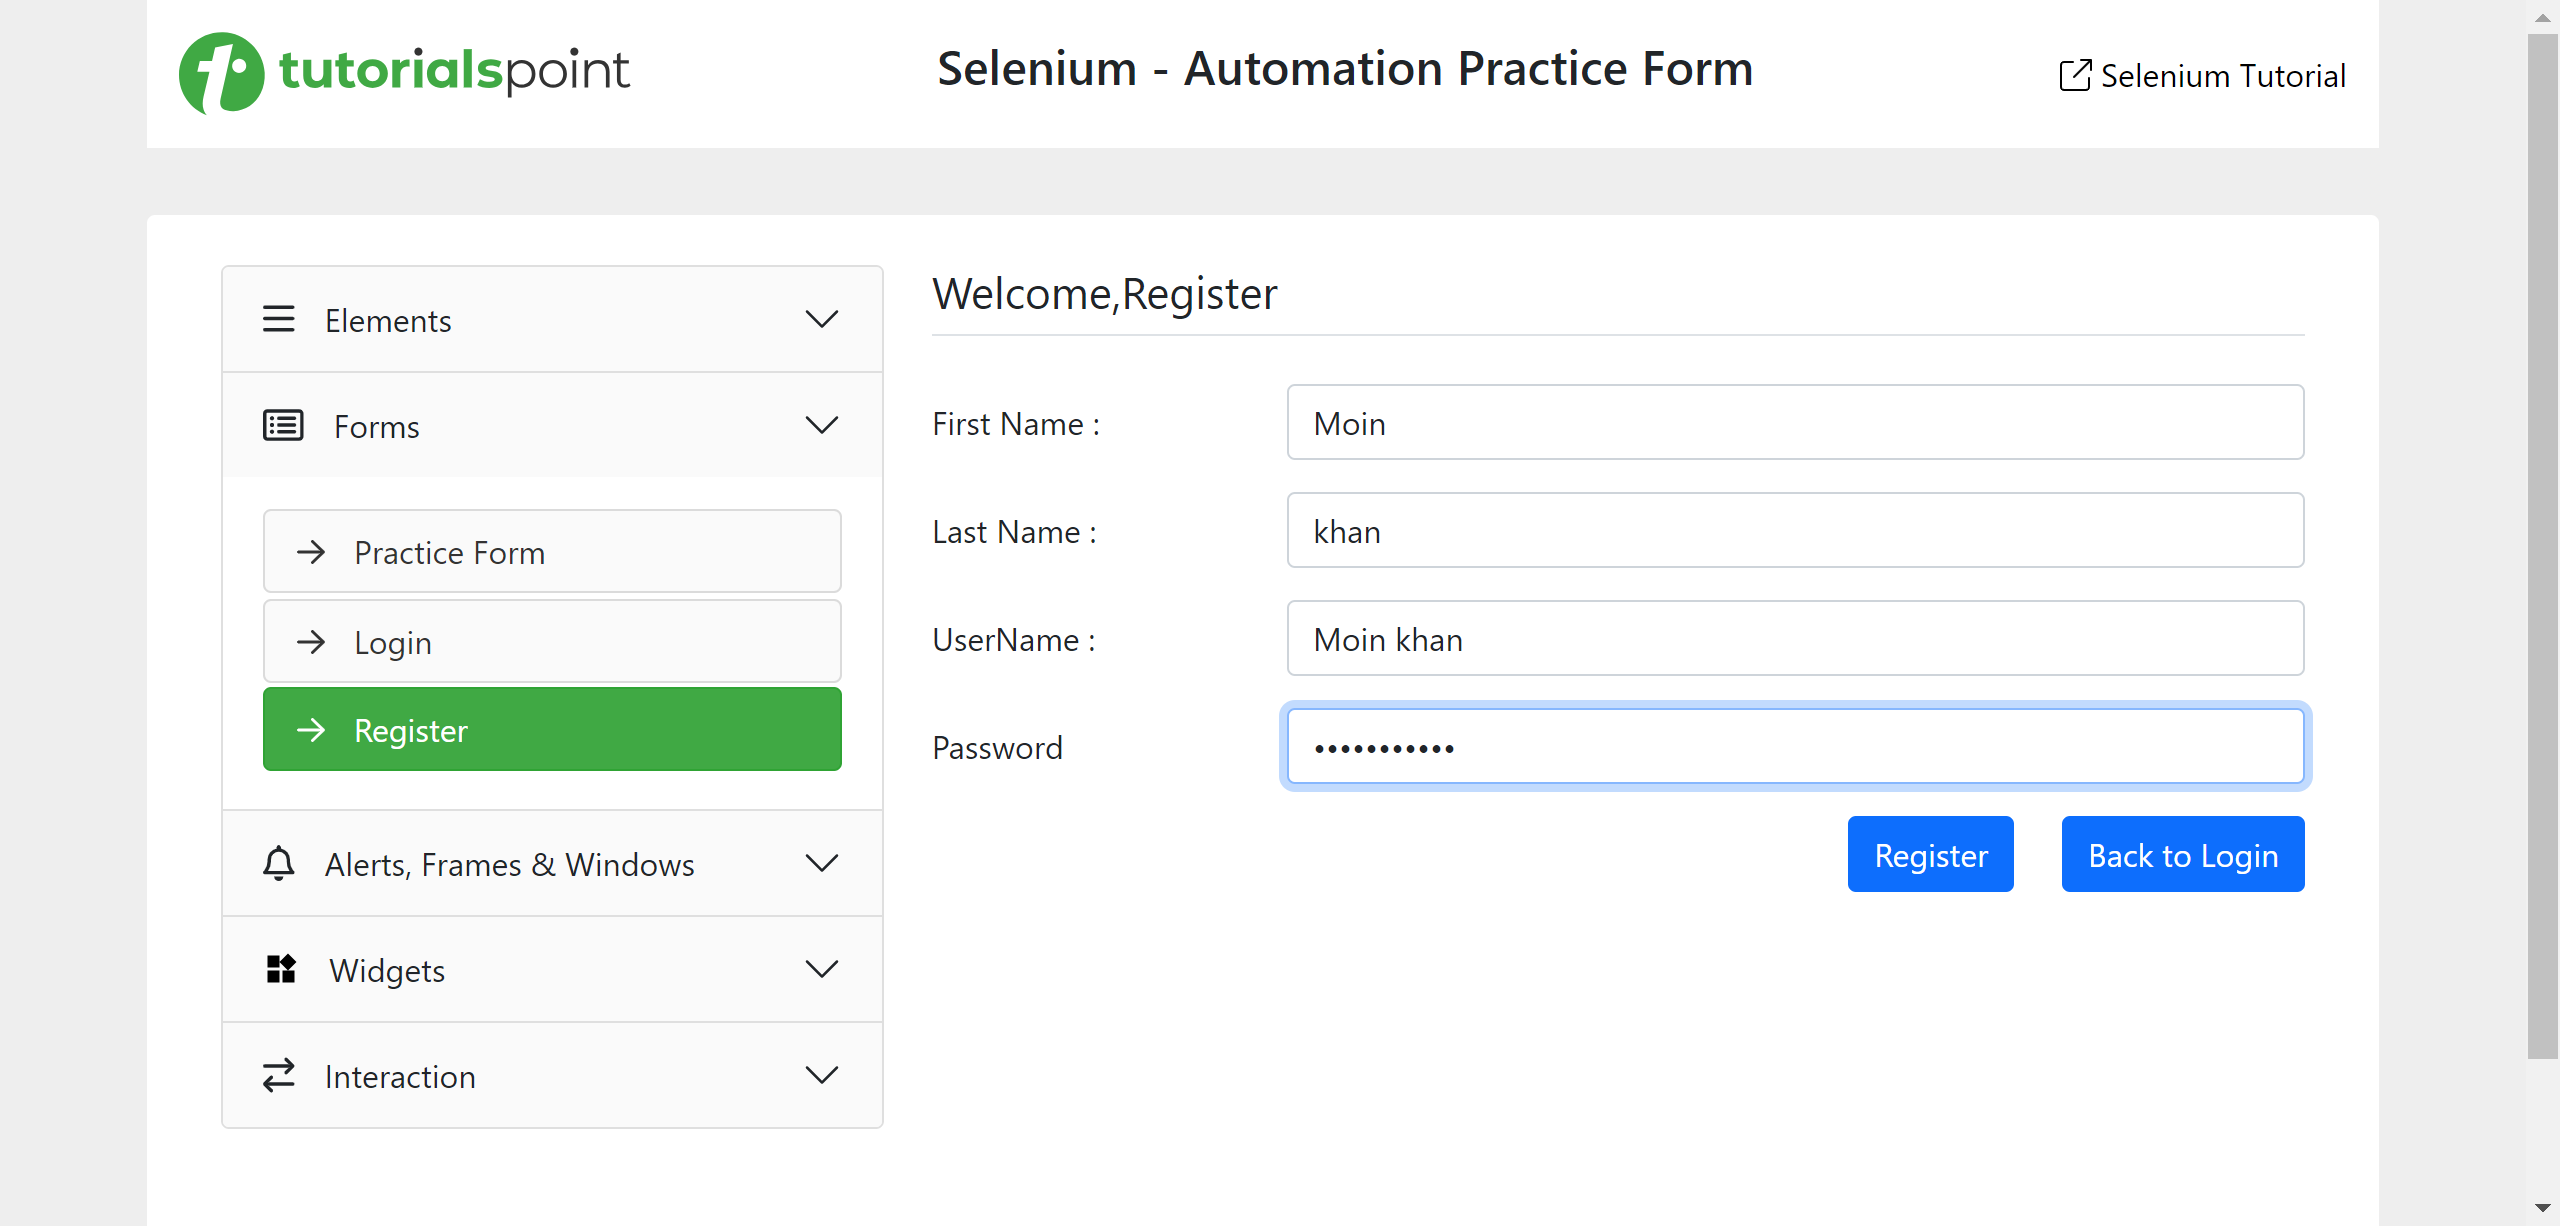 tutorialspoint
Selenium - Automation Practice Form
Selenium Tutorial
Elements
Forms
Practice Form
Login
Register
Alerts, Frames & Windows
Widgets
Interaction
Welcome,Register
First Name :
Moin
Last Name :
khan
UserName :
Moin khan
Password
•••••••••••
Register
Back to Login